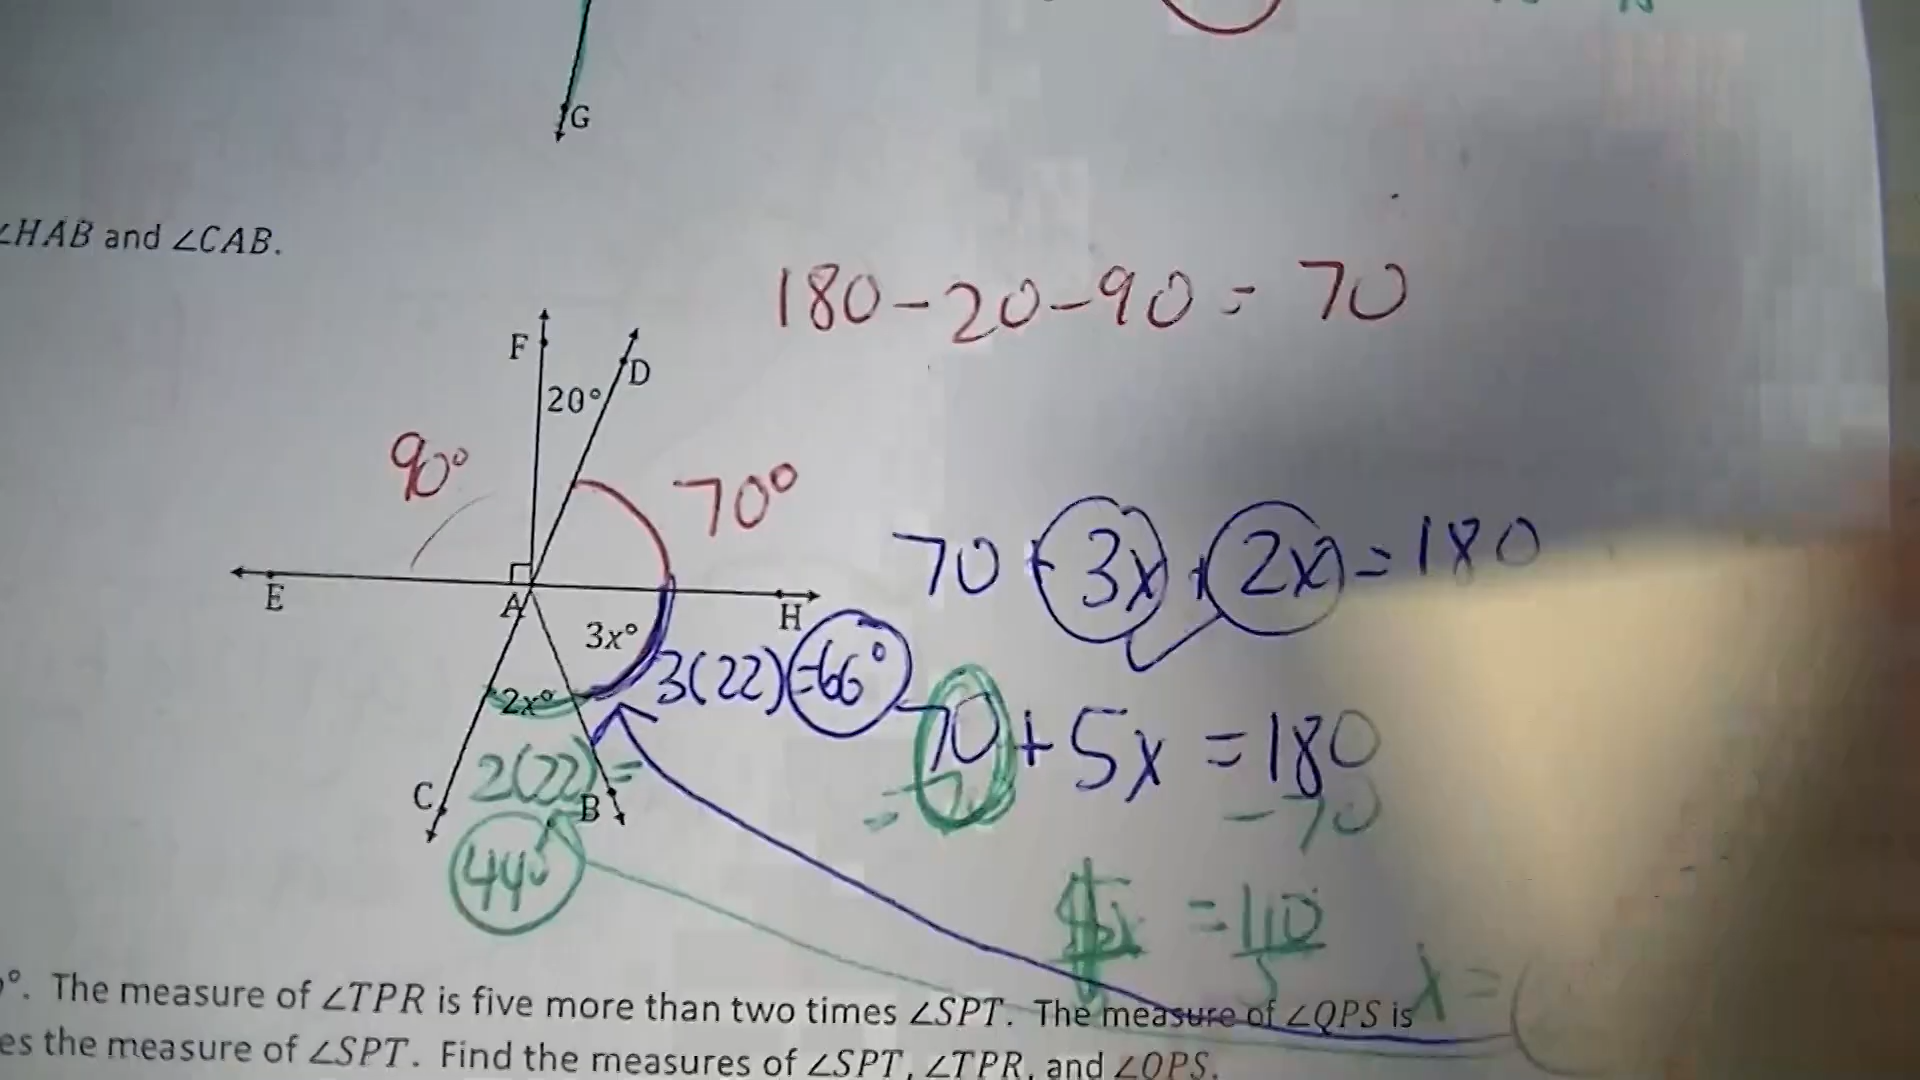 G
∠HAB and ∠CAB.
180-20-90=70
F
D
20°
90°
70°
E
A
H
3x°
70+3x+2x=180
3(22)=66°
2x°
70+5x=180
C
2(22)=
B
-70
-70
44°
5x =110
5
5
x=
°. The measure of ∠TPR is five more than two times ∠SPT. The measure of ∠QPS is
es the measure of ∠SPT. Find the measures of ∠SPT, ∠TPR, and ∠QPS.